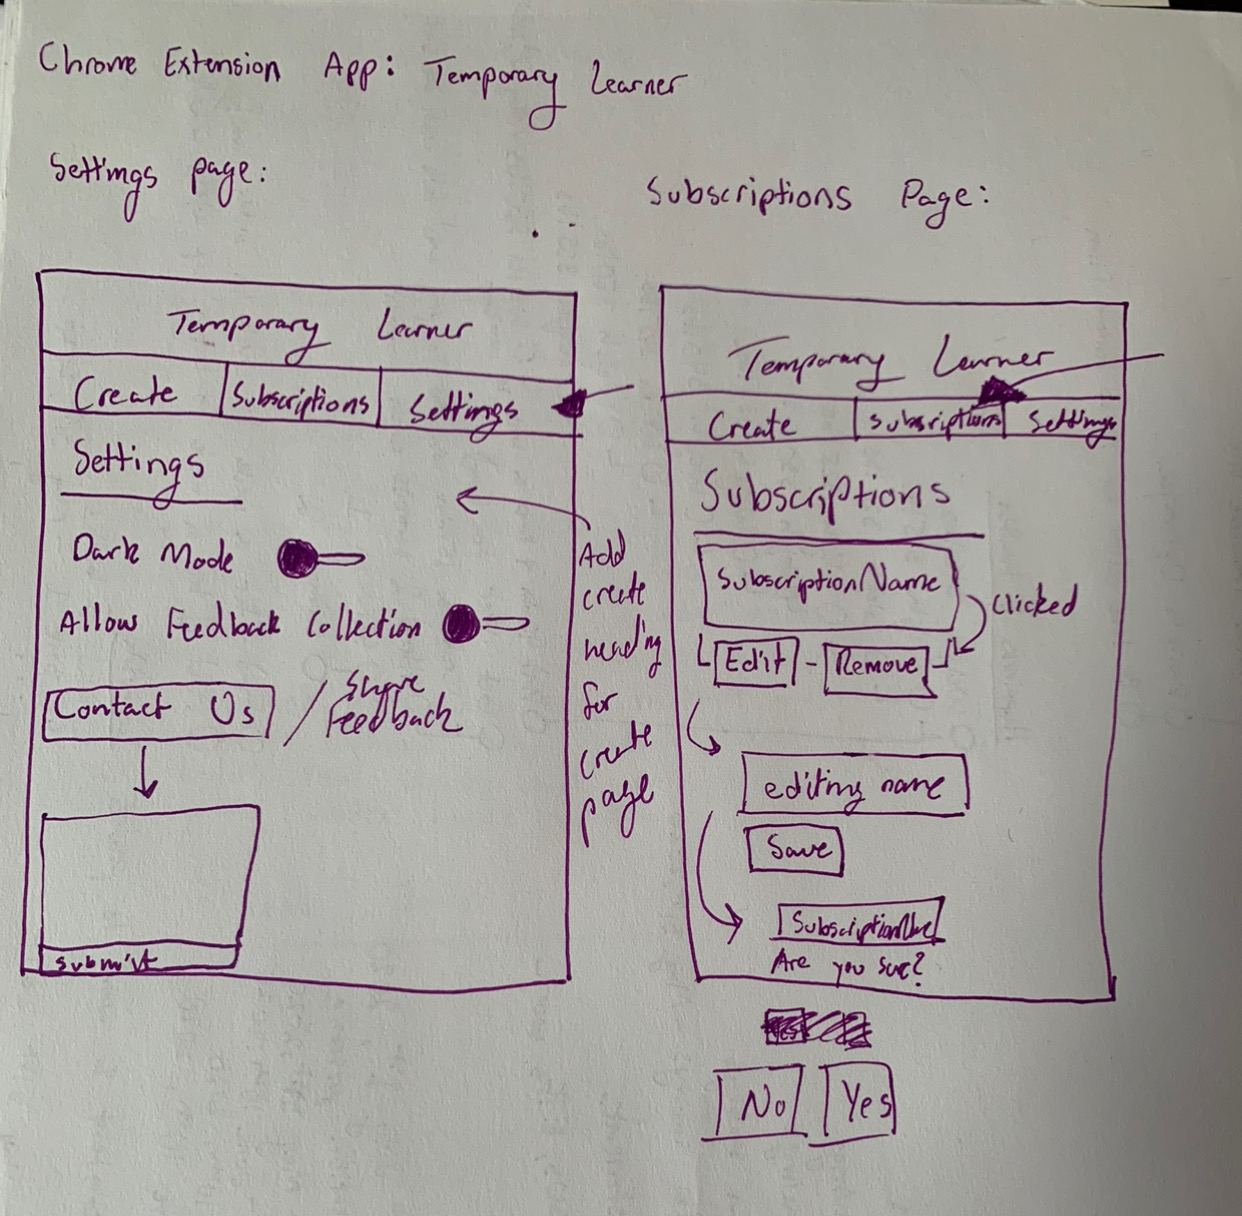 Chrome Extension App: Temporary Learner
Settings page:
Temporary Learner
Create Subscriptions Settings
Settings
Dark Mode
Allow Feedback Collection
Contact Us / Share Feedback
submit
Add
create
heading
for
create
page
Subscriptions Page:
Temporary Learner
Create Subscriptions Settings
Subscriptions
SubscriptionName
clicked
Edit - Remove
editing name
Save
Are you sure?
No Yes